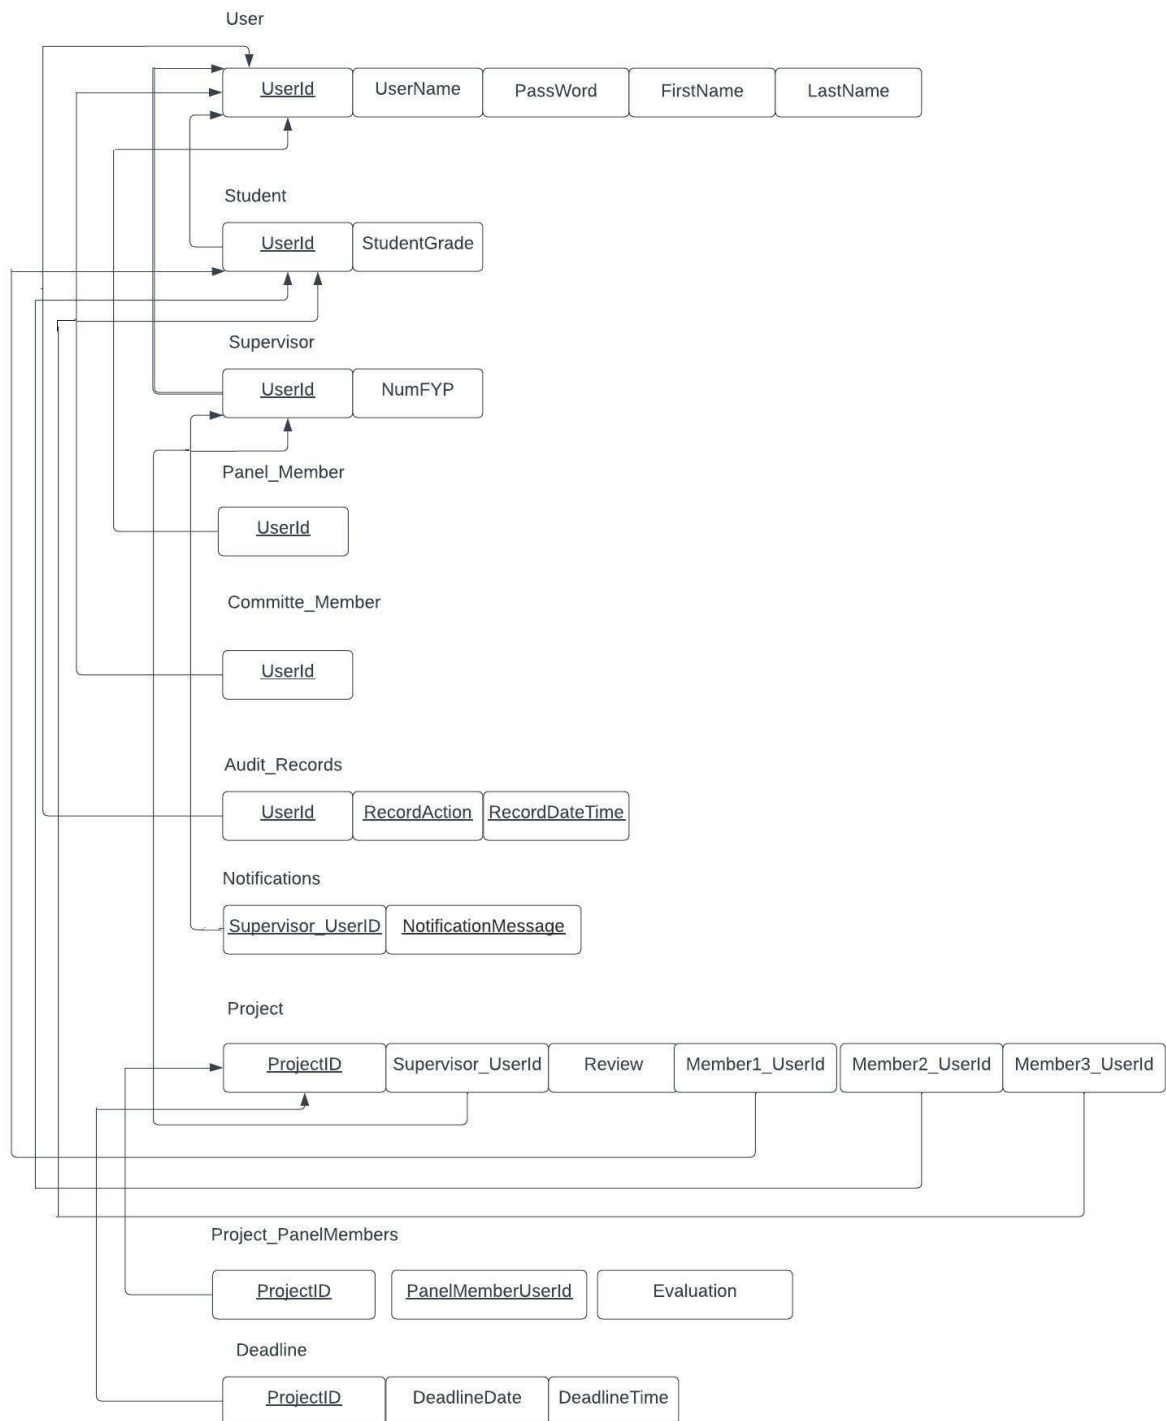 User
UserId UserName PassWord FirstName LastName
Student
UserId StudentGrade
Supervisor
UserId NumFYP
Panel_Member
UserId
Committe_Member
UserId
Audit_Records
UserId RecordAction RecordDateTime
Notifications
Supervisor_UserID NotificationMessage
Project
ProjectID Supervisor_UserId Review Member1_UserId Member2_UserId Member3_UserId
Project_PanelMembers
ProjectID PanelMemberUserId Evaluation
Deadline
ProjectID DeadlineDate DeadlineTime